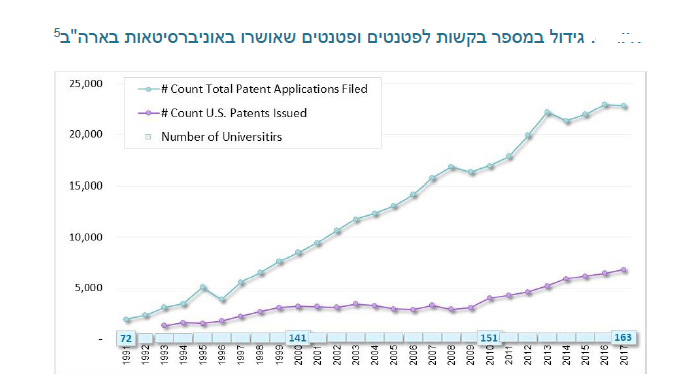 גידול במספר בקשות לפטנטים ופטנטים שאושרו באוניברסיטאות בארה"ב5
25,000
# Count Total Patent Applications Filed
# Count U.S. Patents Issued
20,000
Number of Universitirs
15,000
10,000
5,000
-
72 141 151 163
1991 1992 1993 1994 1995 1996 1997 1998 1999 2000 2001 2002 2003 2004 2005 2006 2007 2008 2009 2010 2011 2012 2013 2014 2015 2016 2017